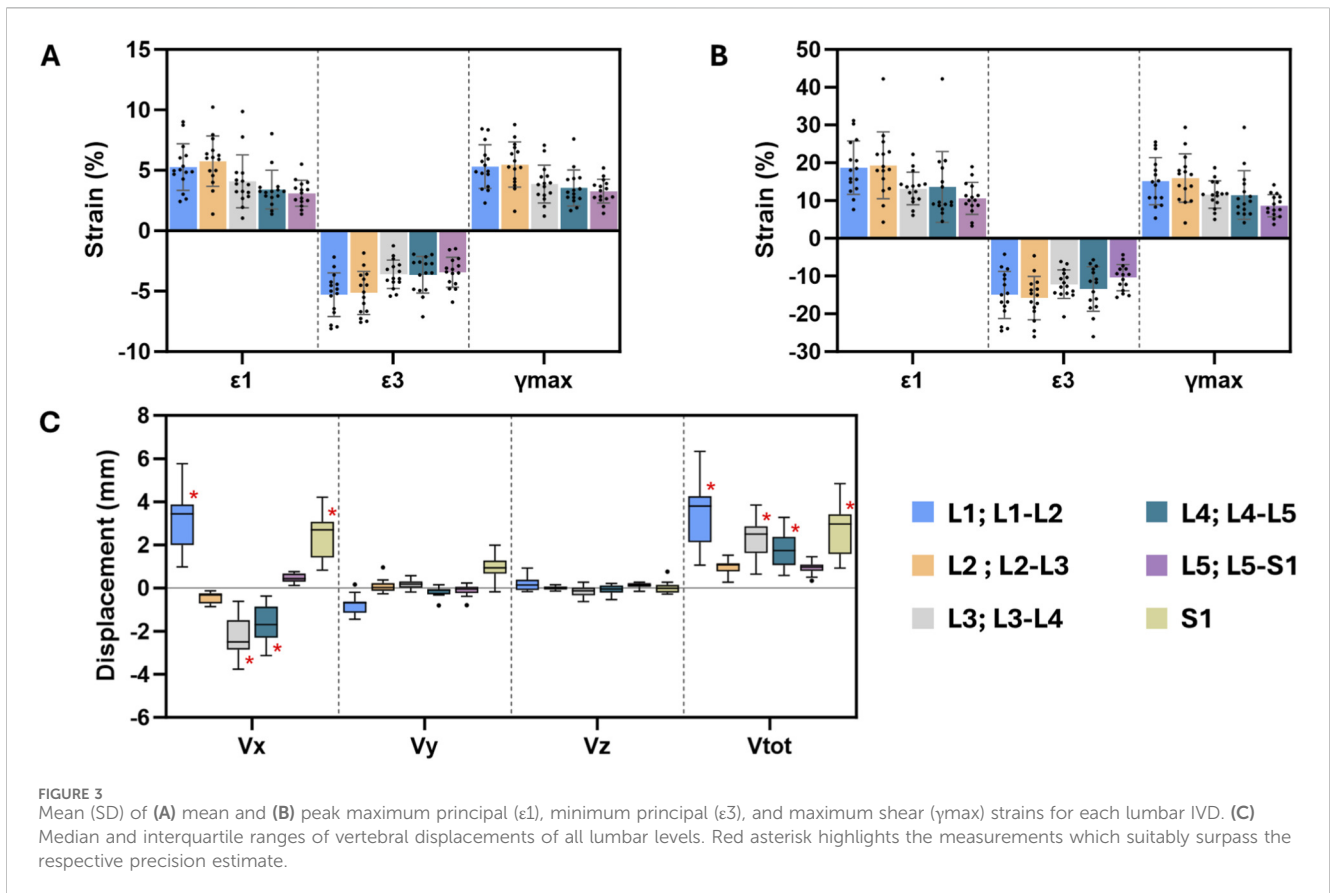 A
B
15
10
5
0
-5
-10
Strain (%)
ε1 ε3 γmax
50
40
30
20
10
0
-10
-20
-30
Strain (%)
ε1 ε3 γmax
C
8
6
4
2
0
-2
-4
-6
Displacement (mm)
* * * * * * * *
Vx Vy Vz Vtot
L1; L1-L2
L2 ; L2-L3
L3; L3-L4
L4; L4-L5
L5; L5-S1
S1
FIGURE 3
Mean (SD) of (A) mean and (B) peak maximum principal (ε1), minimum principal (ε3), and maximum shear (γmax) strains for each lumbar IVD. (C)
Median and interquartile ranges of vertebral displacements of all lumbar levels. Red asterisk highlights the measurements which suitably surpass the
respective precision estimate.